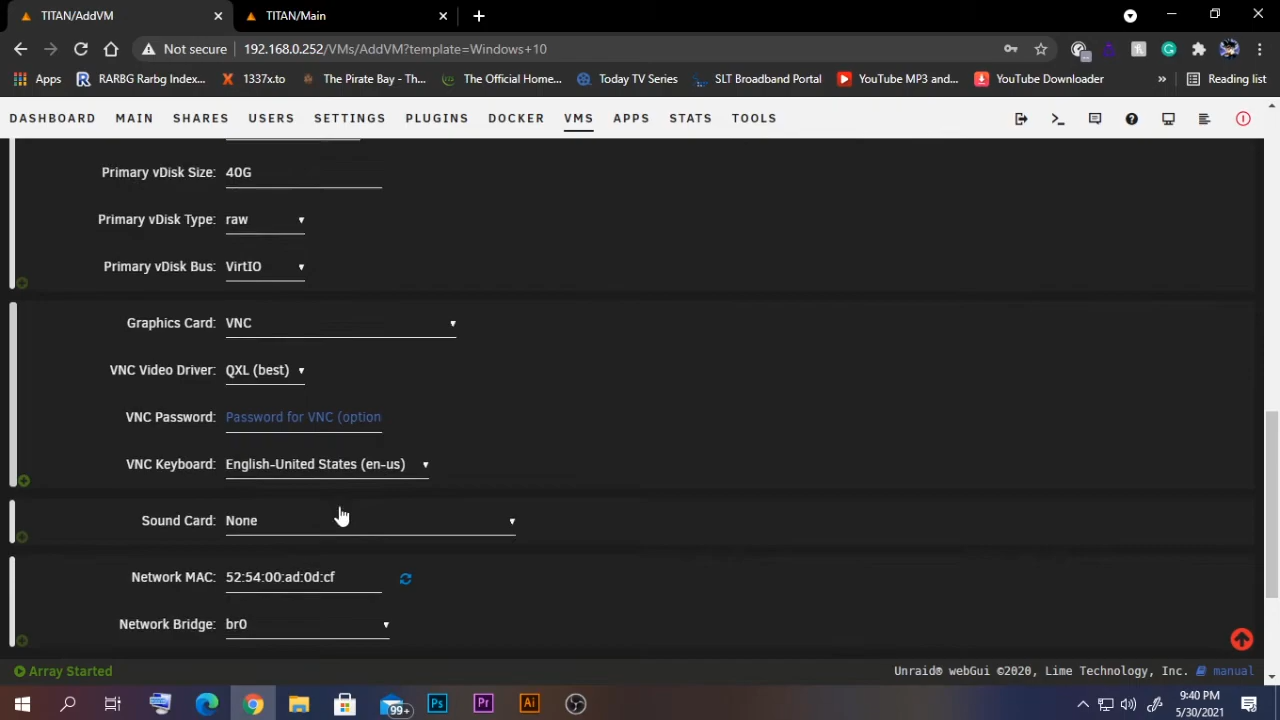 TITAN/AddVM
TITAN/Main
Not secure 192.168.0.252/VMs/AddVM?template=Windows+10
Apps RARBG Rarbg Index... 1337x.to The Pirate Bay - Th... The Official Home... Today TV Series SLT Broadband Portal YouTube MP3 and... YouTube Downloader » Reading list
DASHBOARD MAIN SHARES USERS SETTINGS PLUGINS DOCKER VMS APPS STATS TOOLS
Primary vDisk Size: 40G
Primary vDisk Type: raw
Primary vDisk Bus: VirtIO
Graphics Card: VNC
VNC Video Driver: QXL (best)
VNC Password: Password for VNC (option
VNC Keyboard: English-United States (en-us)
Sound Card: None
Network MAC: 52:54:00:ad:0d:cf
Network Bridge: br0
Array Started
Unraid® webGui ©2020, Lime Technology, Inc. manual
99+
Ps
Pr
Ai
9:40 PM
5/30/2021